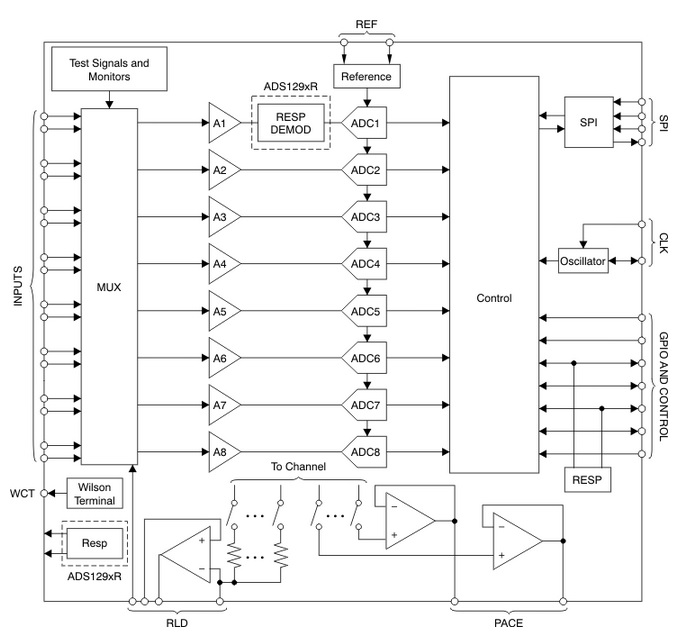 REF
Test Signals and
Monitors
Reference
ADS129xR
A1
RESP
DEMOD
ADC1
SPI
SPI
A2
ADC2
A3
ADC3
CLK
A4
ADC4
Oscillator
INPUTS
MUX
Control
A5
ADC5
A6
ADC6
GPIO AND CONTROL
A7
ADC7
A8
ADC8
To Channel
RESP
WCT
Wilson
Terminal
Resp
ADS129xR
+
−
−
+
−
+
RLD
PACE